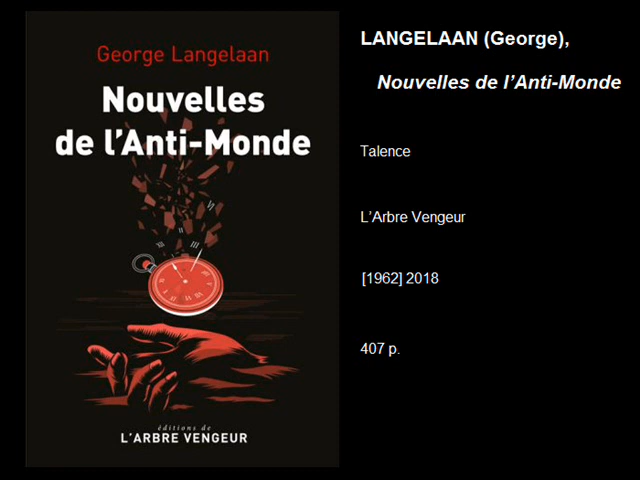 George Langelaan
Nouvelles
de l'Anti-Monde
éditions de
L'ARBRE VENGEUR
LANGELAAN (George),
Nouvelles de l'Anti-Monde
Talence
L'Arbre Vengeur
[1962] 2018
407 p.